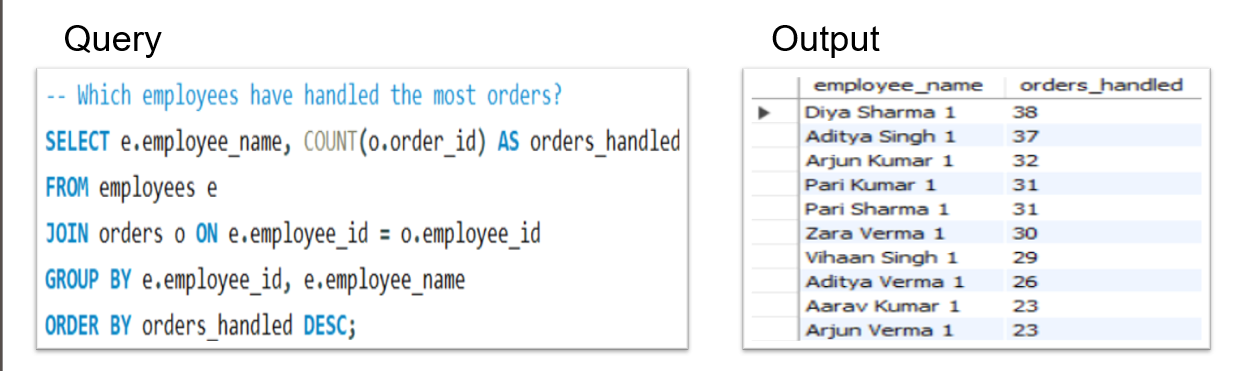 Query
-- Which employees have handled the most orders?
SELECT e.employee_name, COUNT(o.order_id) AS orders_handled
FROM employees e
JOIN orders o ON e.employee_id = o.employee_id
GROUP BY e.employee_id, e.employee_name
ORDER BY orders_handled DESC;
Output
employee_name orders_handled
Diya Sharma 1 38
Aditya Singh 1 37
Arjun Kumar 1 32
Pari Kumar 1 31
Pari Sharma 1 31
Zara Verma 1 30
Vihaan Singh 1 29
Aditya Verma 1 26
Aarav Kumar 1 23
Arjun Verma 1 23